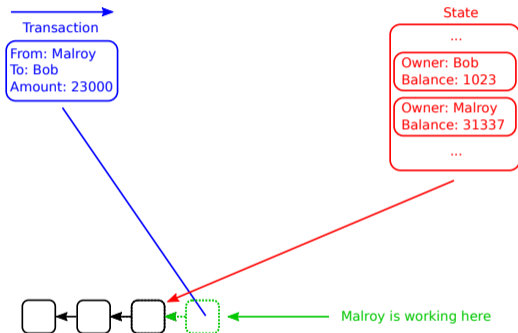 Transaction
From: Malroy
To: Bob
Amount: 23000
State
...
Owner: Bob
Balance: 1023
Owner: Malroy
Balance: 31337
...
Malroy is working here